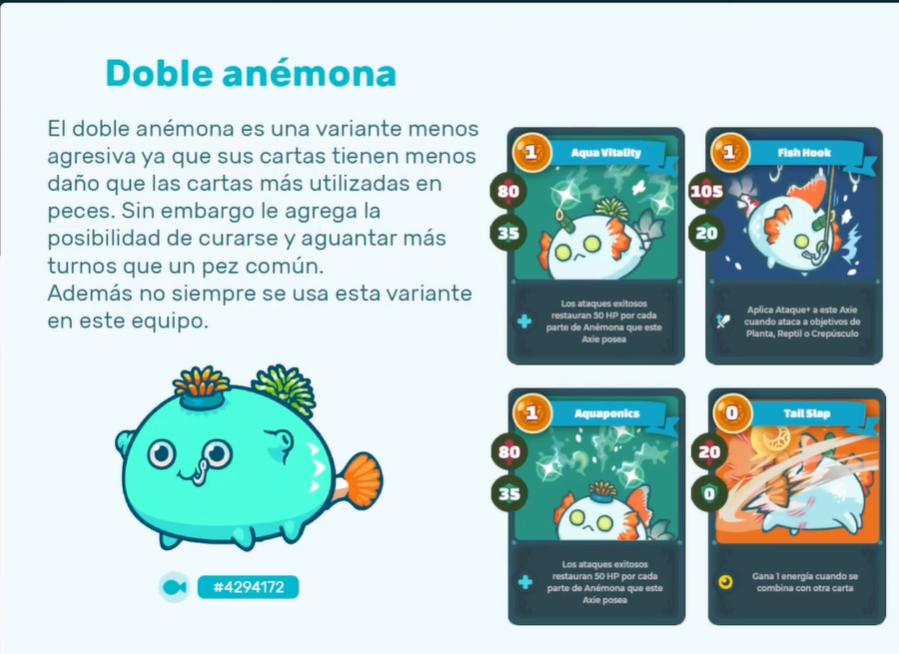 Doble anémona
El doble anémona es una variante menos
agresiva ya que sus cartas tienen menos
daño que las cartas más utilizadas en
peces. Sin embargo le agrega la
posibilidad de curarse y aguantar más
turnos que un pez común.
Además no siempre se usa esta variante
en este equipo.
#4294172
1
Aqua Vitality
80
35
Los ataques exitosos
restauran 50 HP por cada
parte de Anémona que este
Axie posea
1
Fish Hook
105
20
Aplica Ataque+ a este Axie
cuando ataca a objetivos de
Planta, Reptil o Crepúsculo
1
Aquaponics
80
35
Los ataques exitosos
restauran 50 HP por cada
parte de Anémona que este
Axie posea
0
Tail Slap
20
0
Gana 1 energía cuando se
combina con otra carta